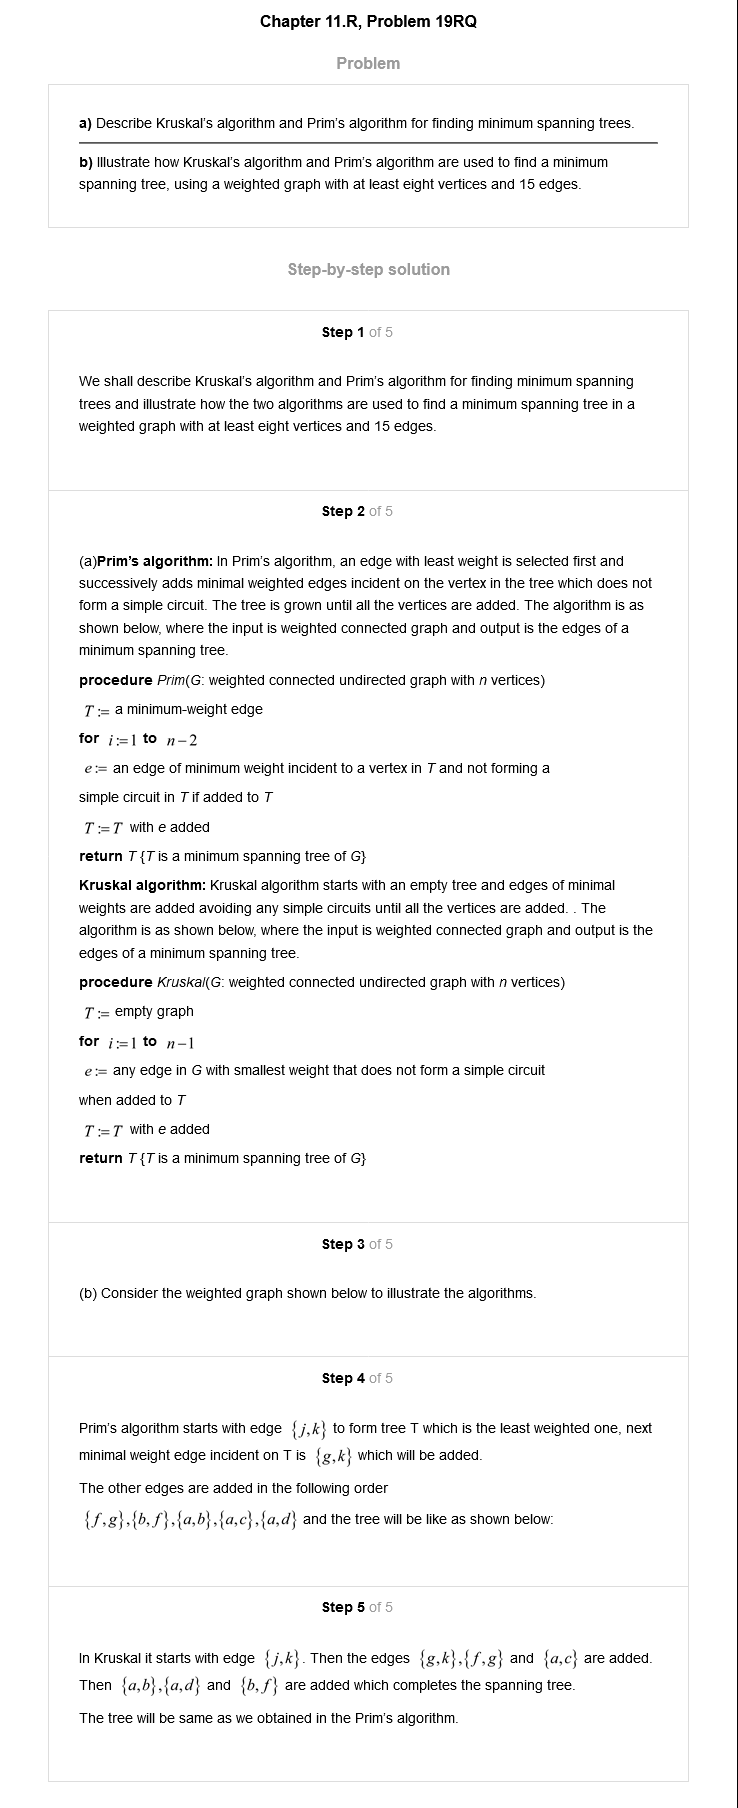 Chapter 11.R, Problem 19RQ
Problem
a) Describe Kruskal's algorithm and Prim's algorithm for finding minimum spanning trees.
b) Illustrate how Kruskal's algorithm and Prim's algorithm are used to find a minimum
spanning tree, using a weighted graph with at least eight vertices and 15 edges.
Step-by-step solution
Step 1 of 5
We shall describe Kruskal's algorithm and Prim's algorithm for finding minimum spanning
trees and illustrate how the two algorithms are used to find a minimum spanning tree in a
weighted graph with at least eight vertices and 15 edges.
Step 2 of 5
(a)Prim's algorithm: In Prim's algorithm, an edge with least weight is selected first and
successively adds minimal weighted edges incident on the vertex in the tree which does not
form a simple circuit. The tree is grown until all the vertices are added. The algorithm is as
shown below, where the input is weighted connected graph and output is the edges of a
minimum spanning tree.
procedure Prim(G: weighted connected undirected graph with n vertices)
T := a minimum-weight edge
for i:=1 to n−2
e := an edge of minimum weight incident to a vertex in T and not forming a
simple circuit in T if added to T
T := T with e added
return T {T is a minimum spanning tree of G}
Kruskal algorithm: Kruskal algorithm starts with an empty tree and edges of minimal
weights are added avoiding any simple circuits until all the vertices are added. . The
algorithm is as shown below, where the input is weighted connected graph and output is the
edges of a minimum spanning tree.
procedure Kruskal(G: weighted connected undirected graph with n vertices)
T := empty graph
for i:=1 to n−1
e := any edge in G with smallest weight that does not form a simple circuit
when added to T
T := T with e added
return T {T is a minimum spanning tree of G}
Step 3 of 5
(b) Consider the weighted graph shown below to illustrate the algorithms.
Step 4 of 5
Prim's algorithm starts with edge {j,k} to form tree T which is the least weighted one, next
minimal weight edge incident on T is {g,k} which will be added.
The other edges are added in the following order
{f,g},{b,f},{a,b},{a,c},{a,d} and the tree will be like as shown below:
Step 5 of 5
In Kruskal it starts with edge {j,k}. Then the edges {g,k},{f,g} and {a,c} are added.
Then {a,b},{a,d} and {b,f} are added which completes the spanning tree.
The tree will be same as we obtained in the Prim's algorithm.